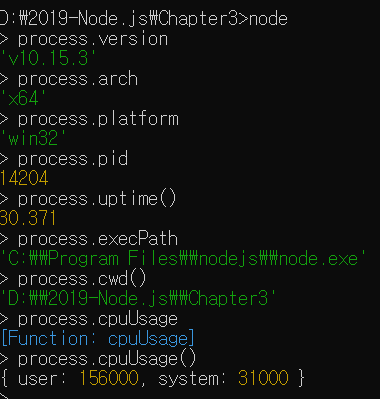 D:₩2019-Node.js₩Chapter3>node
> process.version
'v10.15.3'
> process.arch
'x64'
> process.platform
'win32'
> process.pid
14204
> process.uptime()
30.371
> process.execPath
'C:₩₩Program Files₩₩nodejs₩₩node.exe'
> process.cwd()
'D:₩₩2019-Node.js₩₩Chapter3'
> process.cpuUsage
[Function: cpuUsage]
> process.cpuUsage()
{ user: 156000, system: 31000 }
>